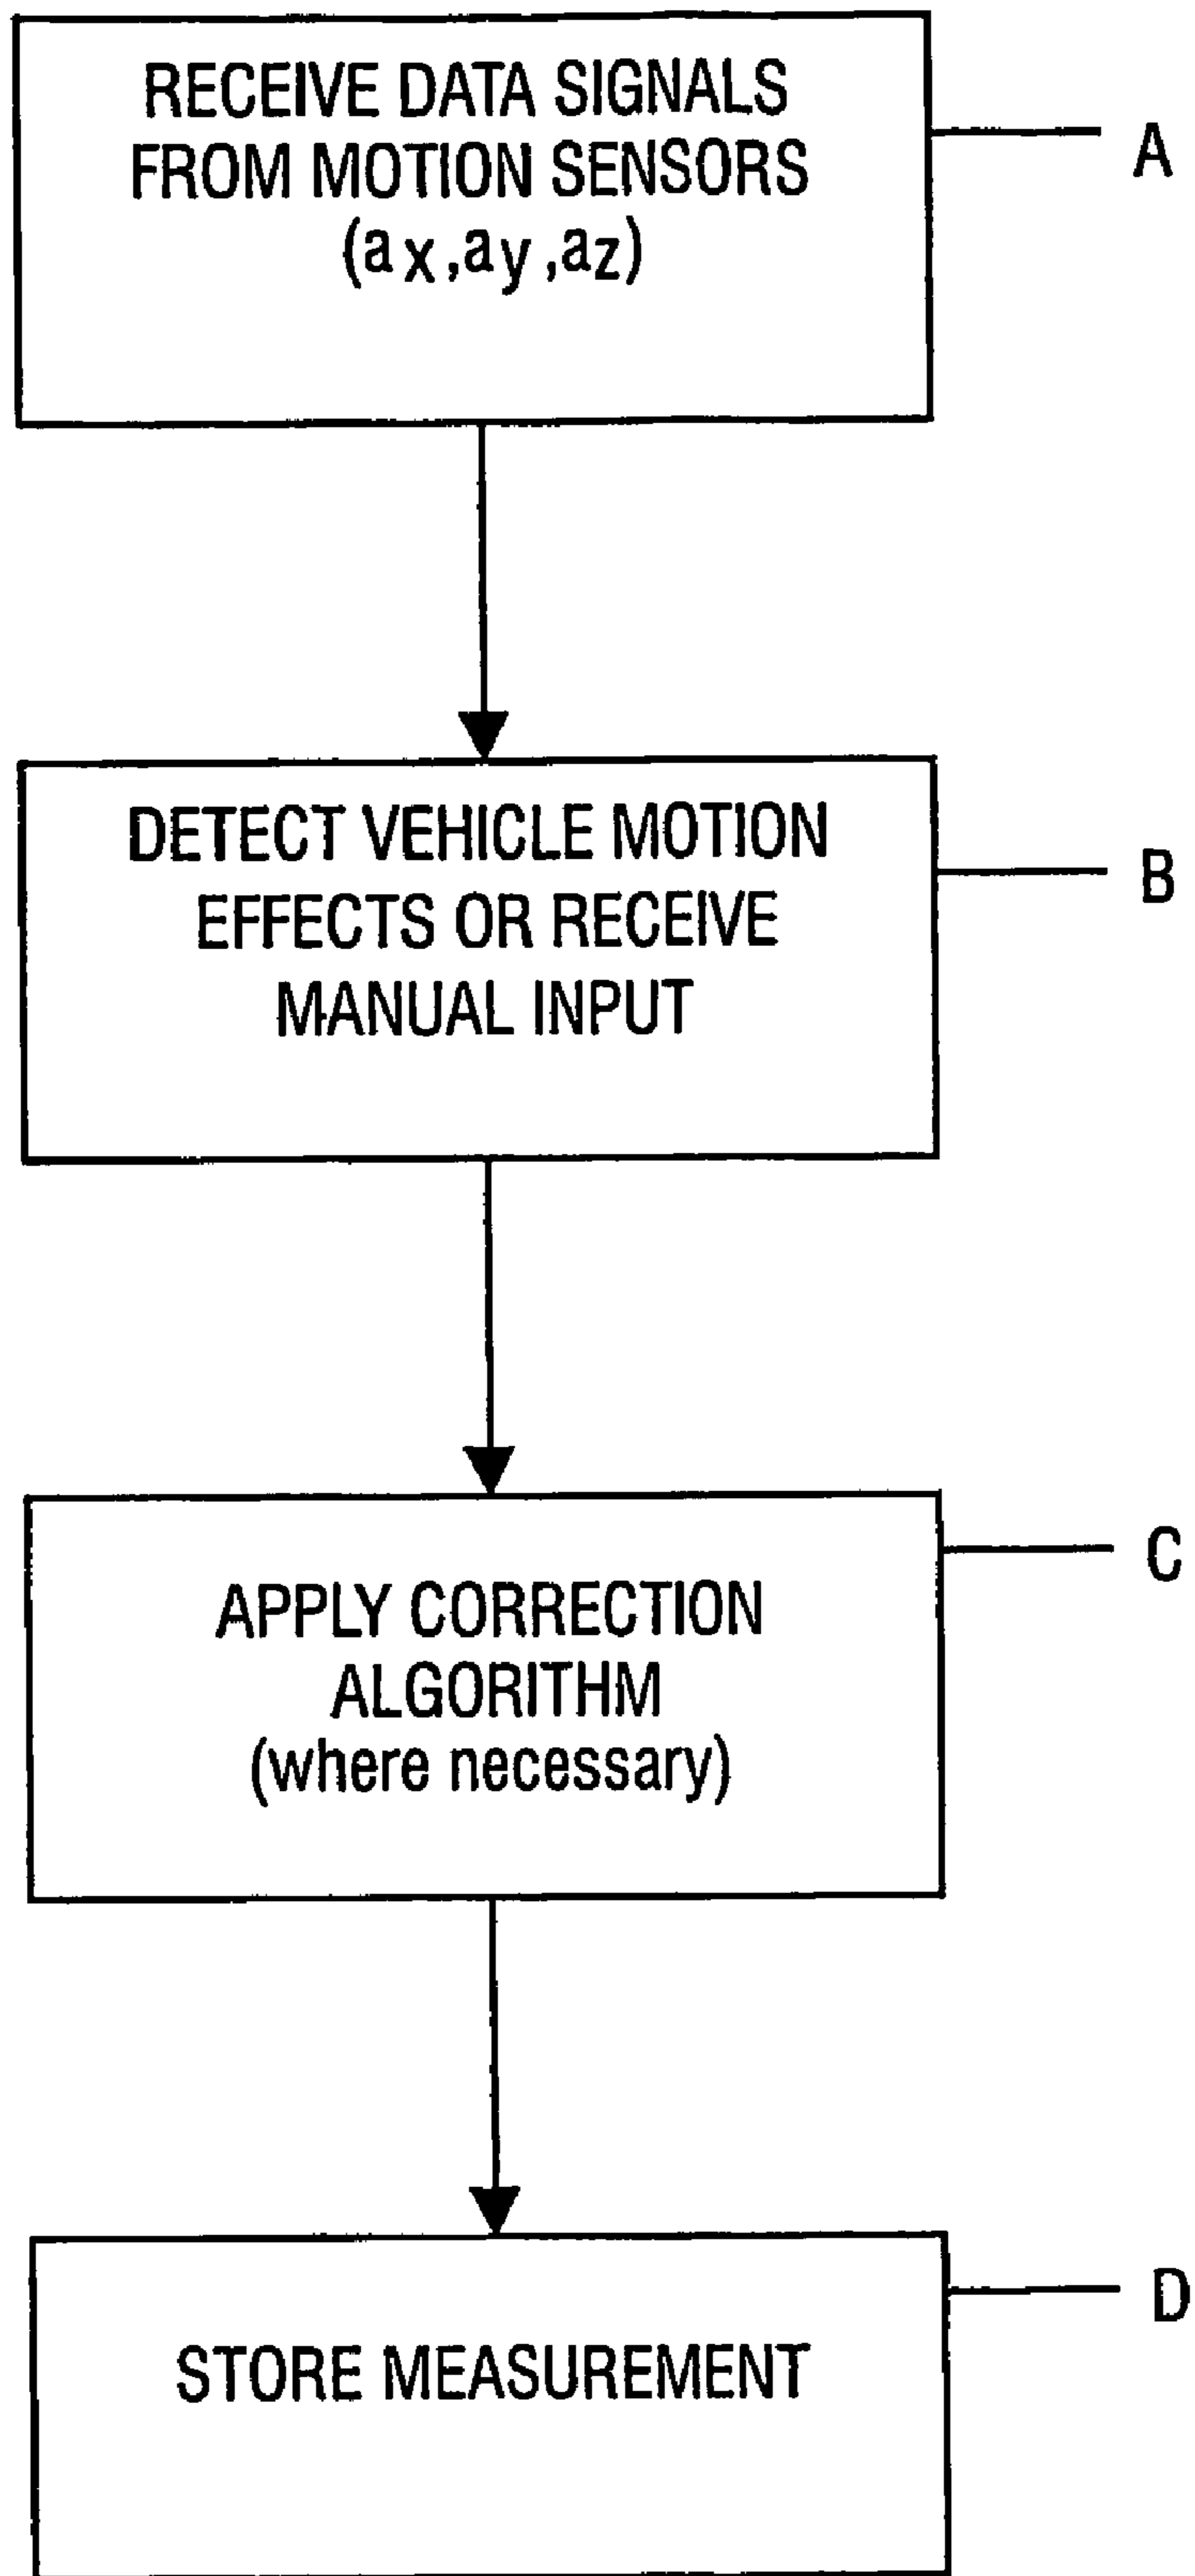 RECEIVE DATA SIGNALS
FROM MOTION SENSORS
(ax,ay,az)
A
DETECT VEHICLE MOTION
EFFECTS OR RECEIVE
MANUAL INPUT
B
APPLY CORRECTION
ALGORITHM
(where necessary)
C
STORE MEASUREMENT
D